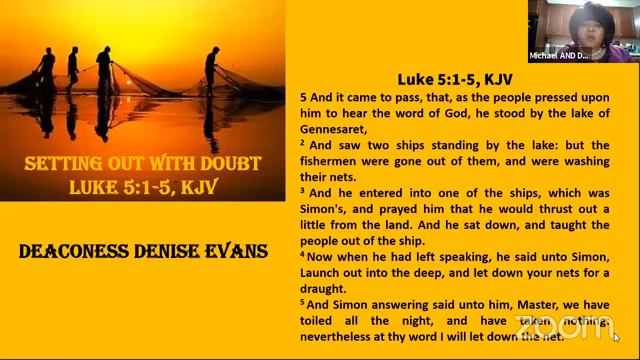 Michael AND D...
SETTING OUT WITH DOUBT
LUKE 5:1-5, KJV
DEACONESS DENISE EVANS
Luke 5:1-5, KJV
5 And it came to pass, that, as the people pressed upon
him to hear the word of God, he stood by the lake of
Gennesaret,
2 And saw two ships standing by the lake: but the
fishermen were gone out of them, and were washing
their nets.
3 And he entered into one of the ships, which was
Simon's, and prayed him that he would thrust out a
little from the land. And he sat down, and taught the
people out of the ship.
4 Now when he had left speaking, he said unto Simon,
Launch out into the deep, and let down your nets for a
draught.
5 And Simon answering said unto him, Master, we have
toiled all the night, and have taken nothing:
nevertheless at thy word I will let down the net.
zoom